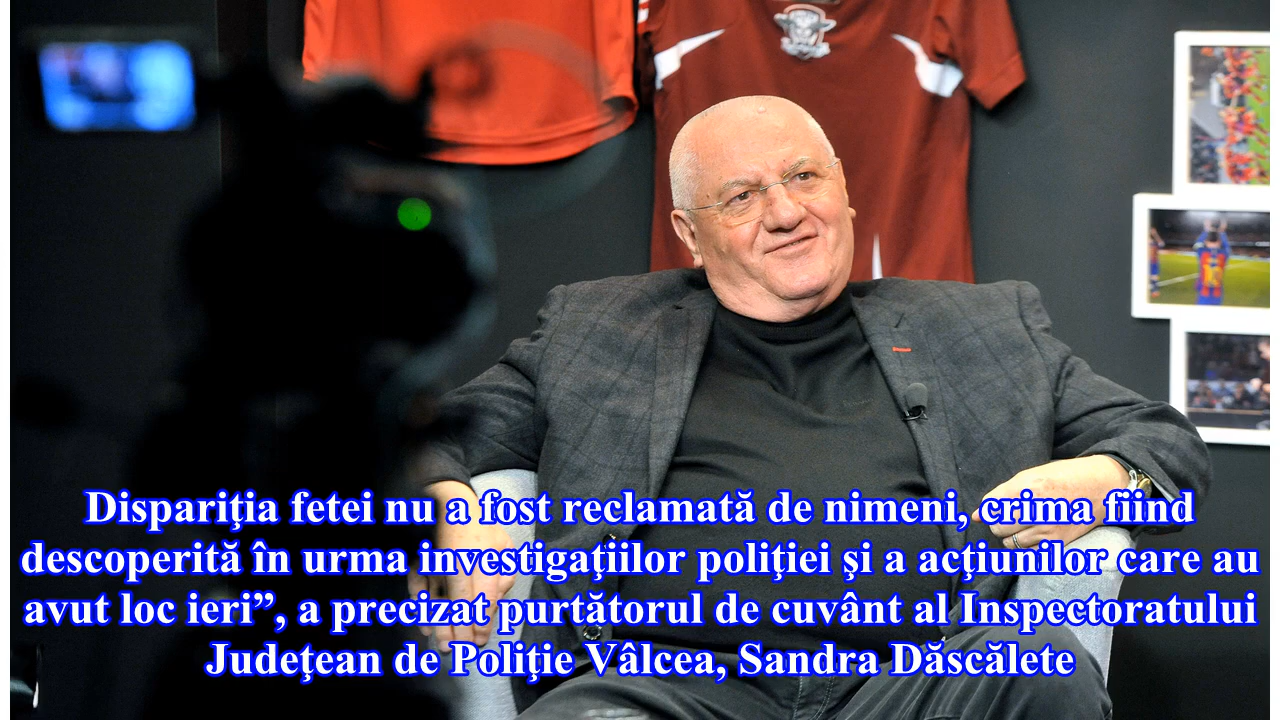 Dispariţia fetei nu a fost reclamată de nimeni, crima fiind
descoperită în urma investigaţiilor poliţiei şi a acţiunilor care au
avut loc ieri”, a precizat purtătorul de cuvânt al Inspectoratului
Judeţean de Poliţie Vâlcea, Sandra Dăscălete